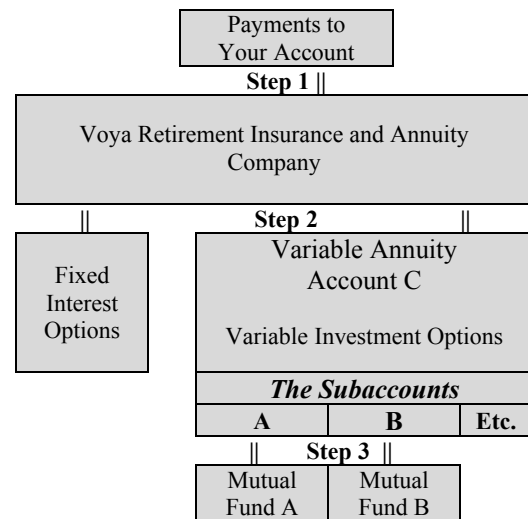 Payments to
Your Account
Step 1 ||
Voya Retirement Insurance and Annuity
Company
|| Step 2 ||
Fixed
Interest
Options
Variable Annuity
Account C
Variable Investment Options
The Subaccounts
A B Etc.
|| Step 3 ||
Mutual
Fund A
Mutual
Fund B